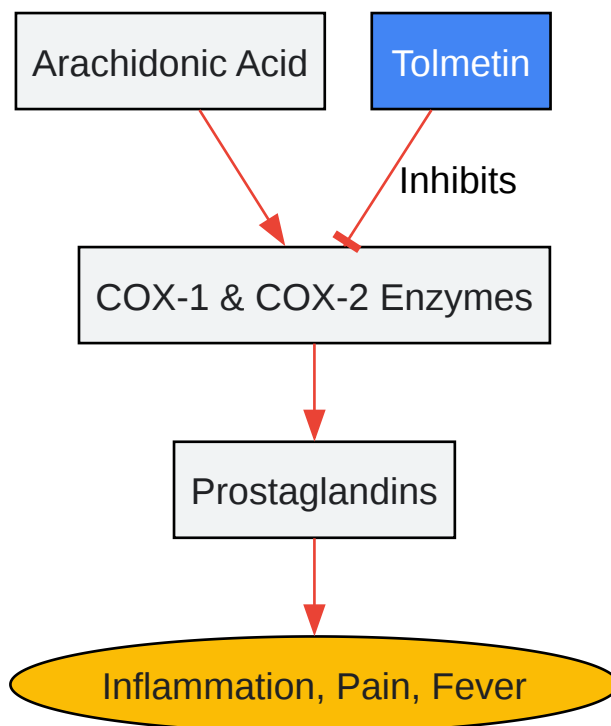 Arachidonic Acid
Tolmetin
Inhibits
COX-1 & COX-2 Enzymes
Prostaglandins
Inflammation, Pain, Fever